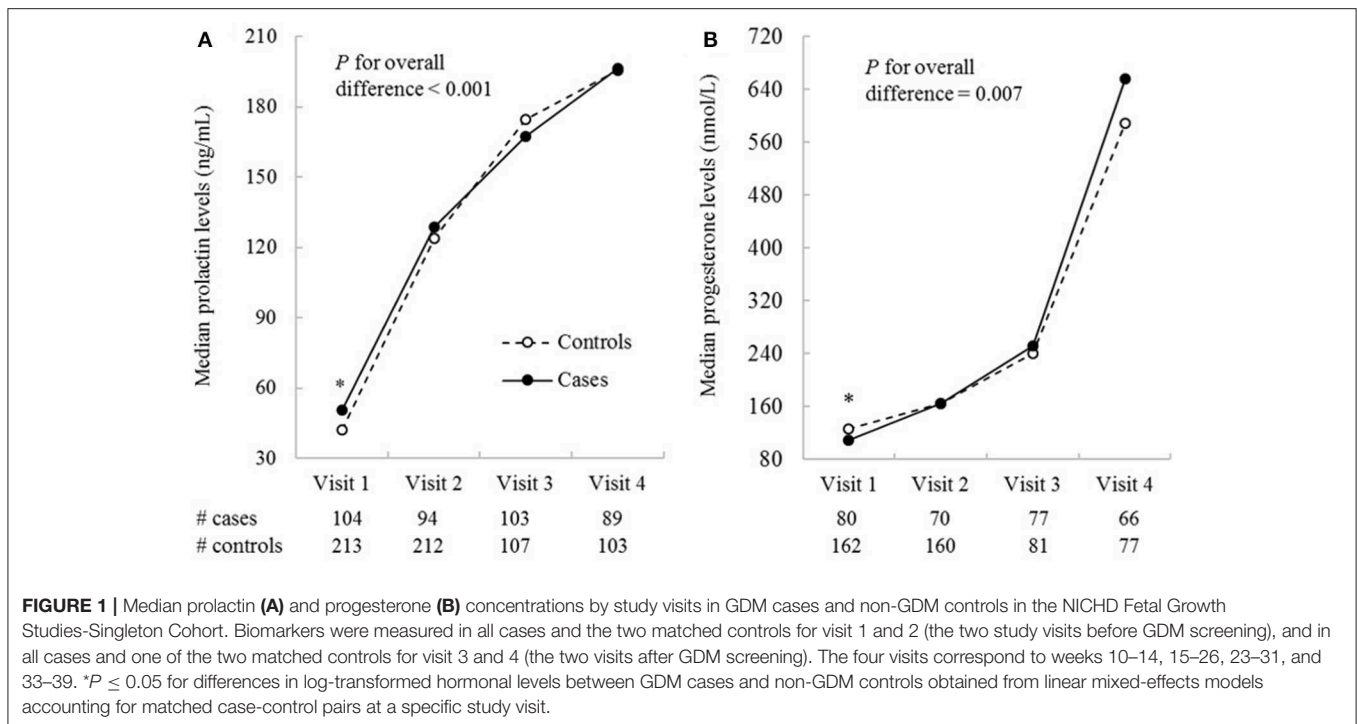 A
210
180
150
120
90
60
30
Median prolactin levels (ng/mL)
P for overall
difference < 0.001
*
Controls
Cases
Visit 1 Visit 2 Visit 3 Visit 4
# cases 104 94 103 89
# controls 213 212 107 103
B
720
640
560
480
400
320
240
160
80
Median progesterone levels (nmol/L)
P for overall
difference = 0.007
*
Visit 1 Visit 2 Visit 3 Visit 4
80 70 77 66
162 160 81 77
FIGURE 1 | Median prolactin (A) and progesterone (B) concentrations by study visits in GDM cases and non-GDM controls in the NICHD Fetal Growth
Studies-Singleton Cohort. Biomarkers were measured in all cases and the two matched controls for visit 1 and 2 (the two study visits before GDM screening), and in
all cases and one of the two matched controls for visit 3 and 4 (the two visits after GDM screening). The four visits correspond to weeks 10–14, 15–26, 23–31, and
33–39. *P ≤ 0.05 for differences in log-transformed hormonal levels between GDM cases and non-GDM controls obtained from linear mixed-effects models
accounting for matched case-control pairs at a specific study visit.